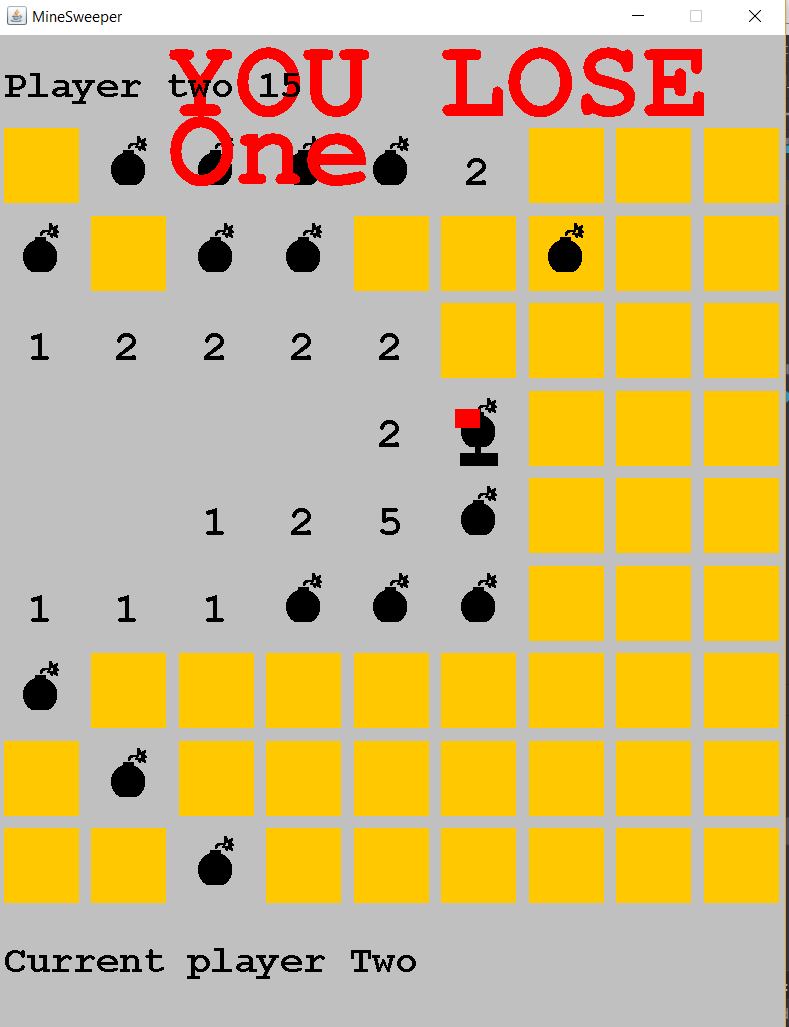 MineSweeper
YOU LOSE
Player two 15
One
2
1 2 2 2 2
2
1 2 5
1 1 1
Current player Two